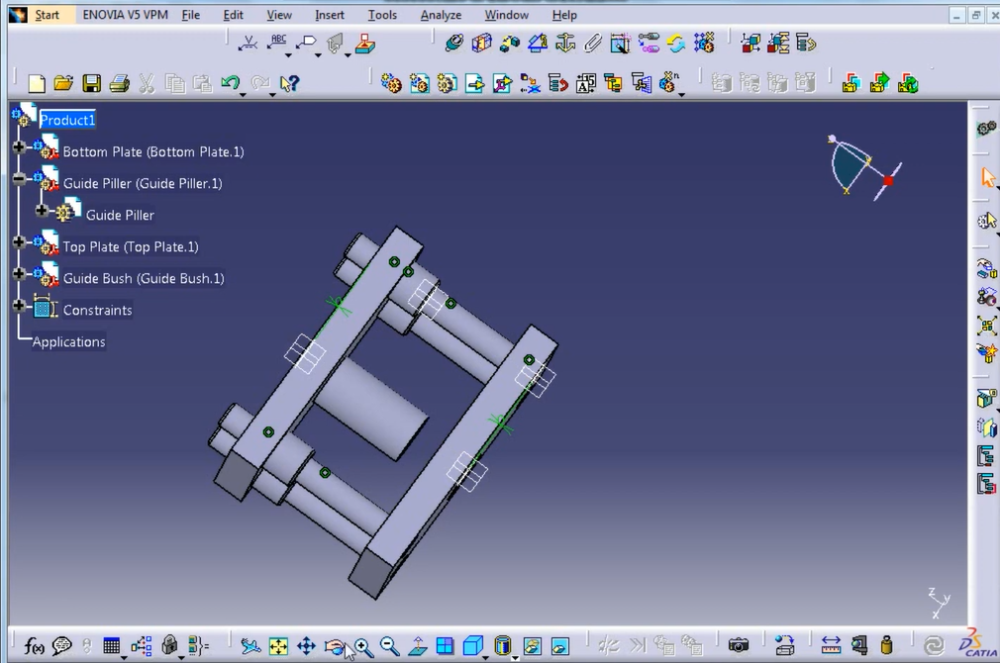 Start ENOVIA V5 VPM File Edit View Insert Tools Analyze Window Help
ABC
Product1
Bottom Plate (Bottom Plate.1)
Guide Piller (Guide Piller.1)
Guide Piller
Top Plate (Top Plate.1)
Guide Bush (Guide Bush.1)
Constraints
Applications
z
y
x
f(x)
CATIA